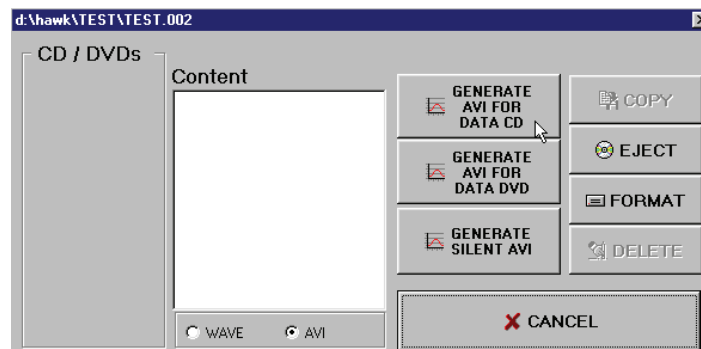 d:\hawk\TEST\TEST.002
CD / DVDs
Content
GENERATE
AVI FOR
DATA CD
GENERATE
AVI FOR
DATA DVD
GENERATE
SILENT AVI
COPY
EJECT
FORMAT
DELETE
WAVE AVI
CANCEL